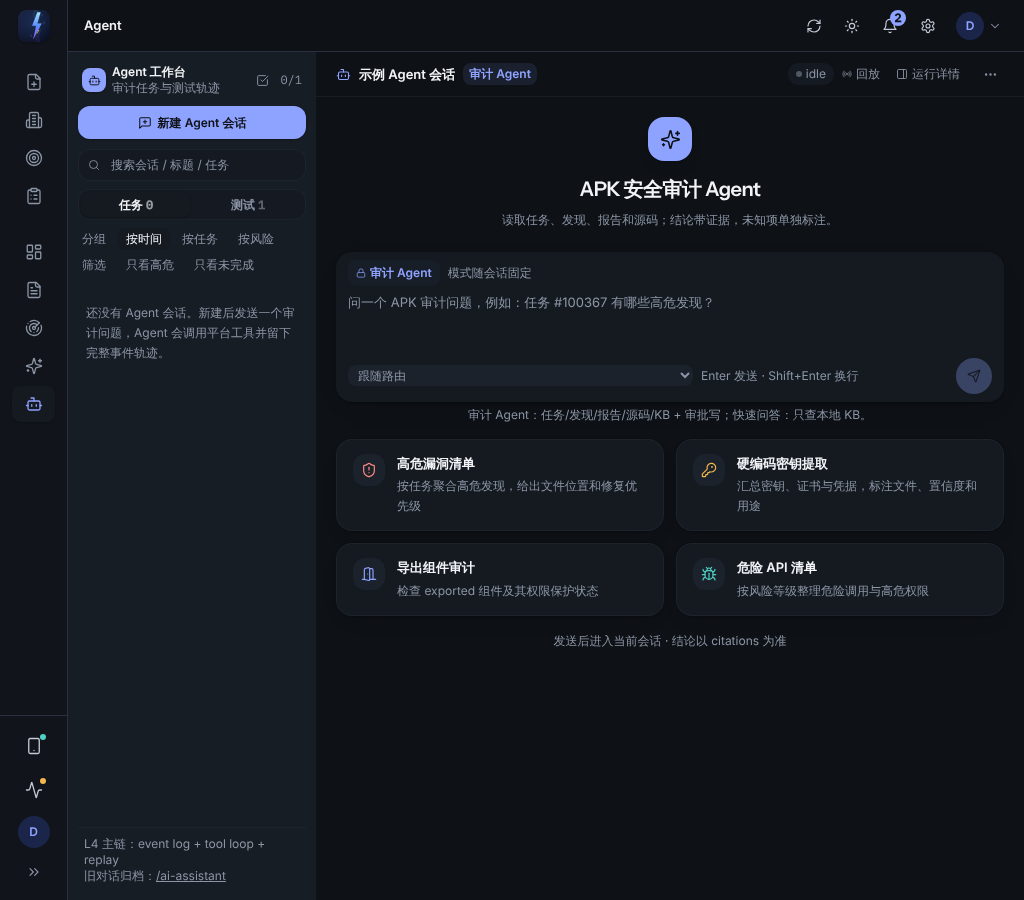 Agent
2
D
Agent 工作台
审计任务与测试轨迹
0/1
新建 Agent 会话
搜索会话 / 标题 / 任务
任务 0
测试 1
分组
按时间
按任务
按风险
筛选
只看高危
只看未完成
还没有 Agent 会话。新建后发送一个审
计问题，Agent 会调用平台工具并留下
完整事件轨迹。
D
L4 主链：event log + tool loop +
replay
旧对话归档：/ai-assistant
示例 Agent 会话
审计 Agent
idle
回放
运行详情
APK 安全审计 Agent
读取任务、发现、报告和源码；结论带证据，未知项单独标注。
审计 Agent
模式随会话固定
问一个 APK 审计问题，例如：任务 #100367 有哪些高危发现？
跟随路由
Enter 发送 · Shift+Enter 换行
审计 Agent：任务/发现/报告/源码/KB + 审批写；快速问答：只查本地 KB。
高危漏洞清单
按任务聚合高危发现，给出文件位置和修复优
先级
硬编码密钥提取
汇总密钥、证书与凭据，标注文件、置信度和
用途
导出组件审计
检查 exported 组件及其权限保护状态
危险 API 清单
按风险等级整理危险调用与高危权限
发送后进入当前会话 · 结论以 citations 为准